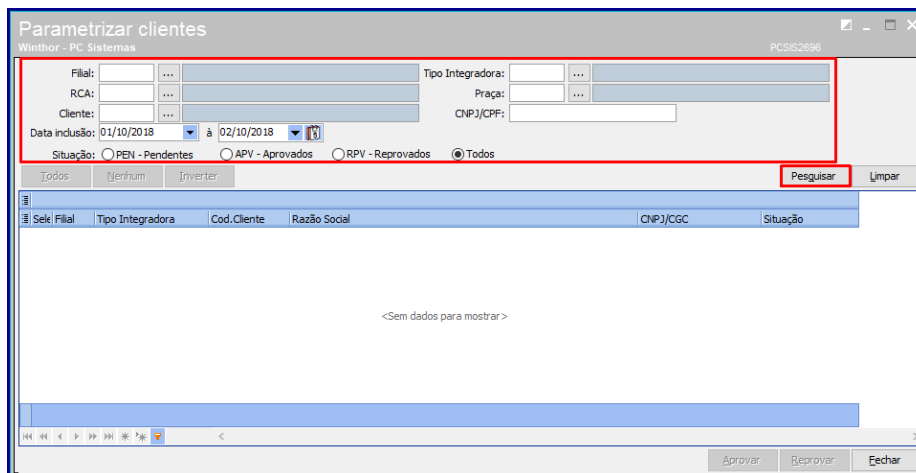 Parametrizar clientes
Winthor - PC Sistemas PCSIS2696
Filial: ... Tipo Integradora: ...
RCA: ... Praça: ...
Cliente: ... CNPJ/CPF:
Data inclusão: 01/10/2018 à 02/10/2018
Situação: PEN - Pendentes APV - Aprovados RPV - Reprovados Todos
Todos Nenhum Inverter Pesquisar Limpar
Sele Filial Tipo Integradora Cod.Cliente Razão Social CNPJ/CGC Situação
<Sem dados para mostrar>
Aprovar Reprovar Fechar